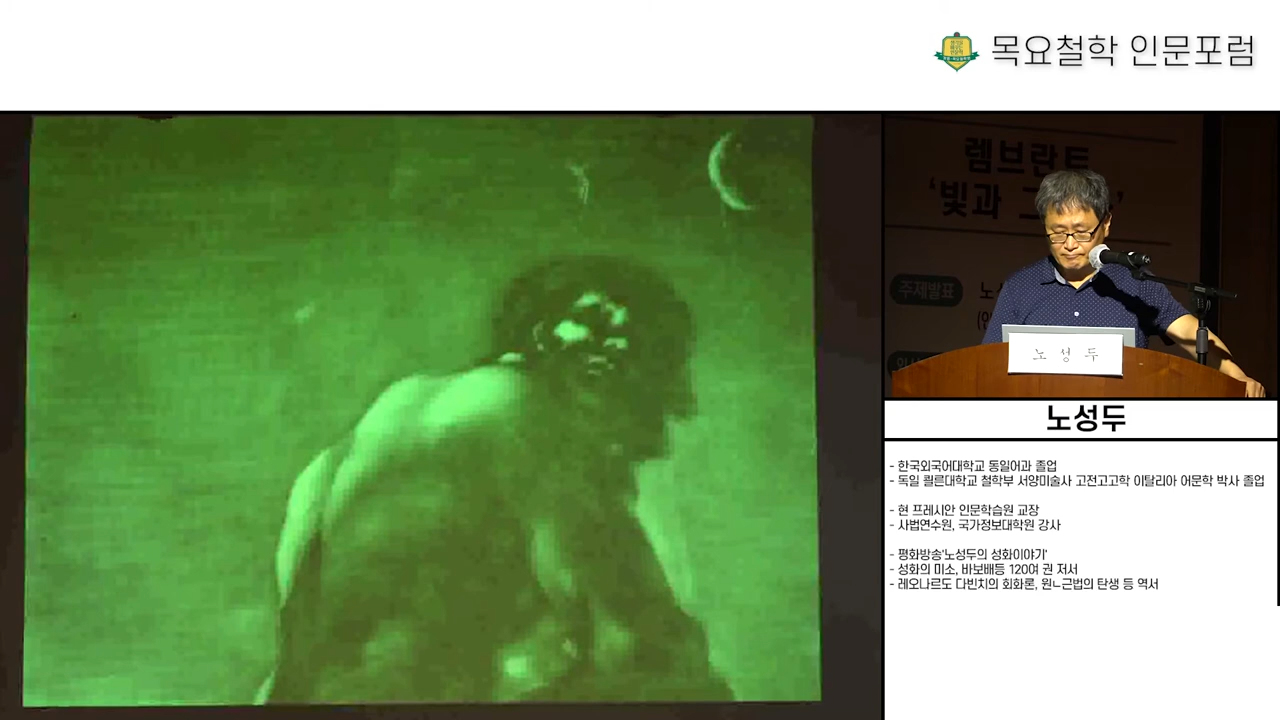 목요철학 인문포럼
렘브란트
'빛과
주제발표
노성두
노성두
- 한국외국어대학교 동일어과 졸업
- 독일 쾰른대학교 철학부 서양미술사 고전고고학 이탈리아 어문학 박사 졸업
- 현 프레시안 인문학습원 교장
- 사법연수원, 국가정보대학원 강사
- 평화방송'노성두의 성화이야기'
- 성화의 미소, 바보배등 120여 권 저서
- 레오나르도 다빈치의 회화론, 원ㄴ근법의 탄생 등 역서